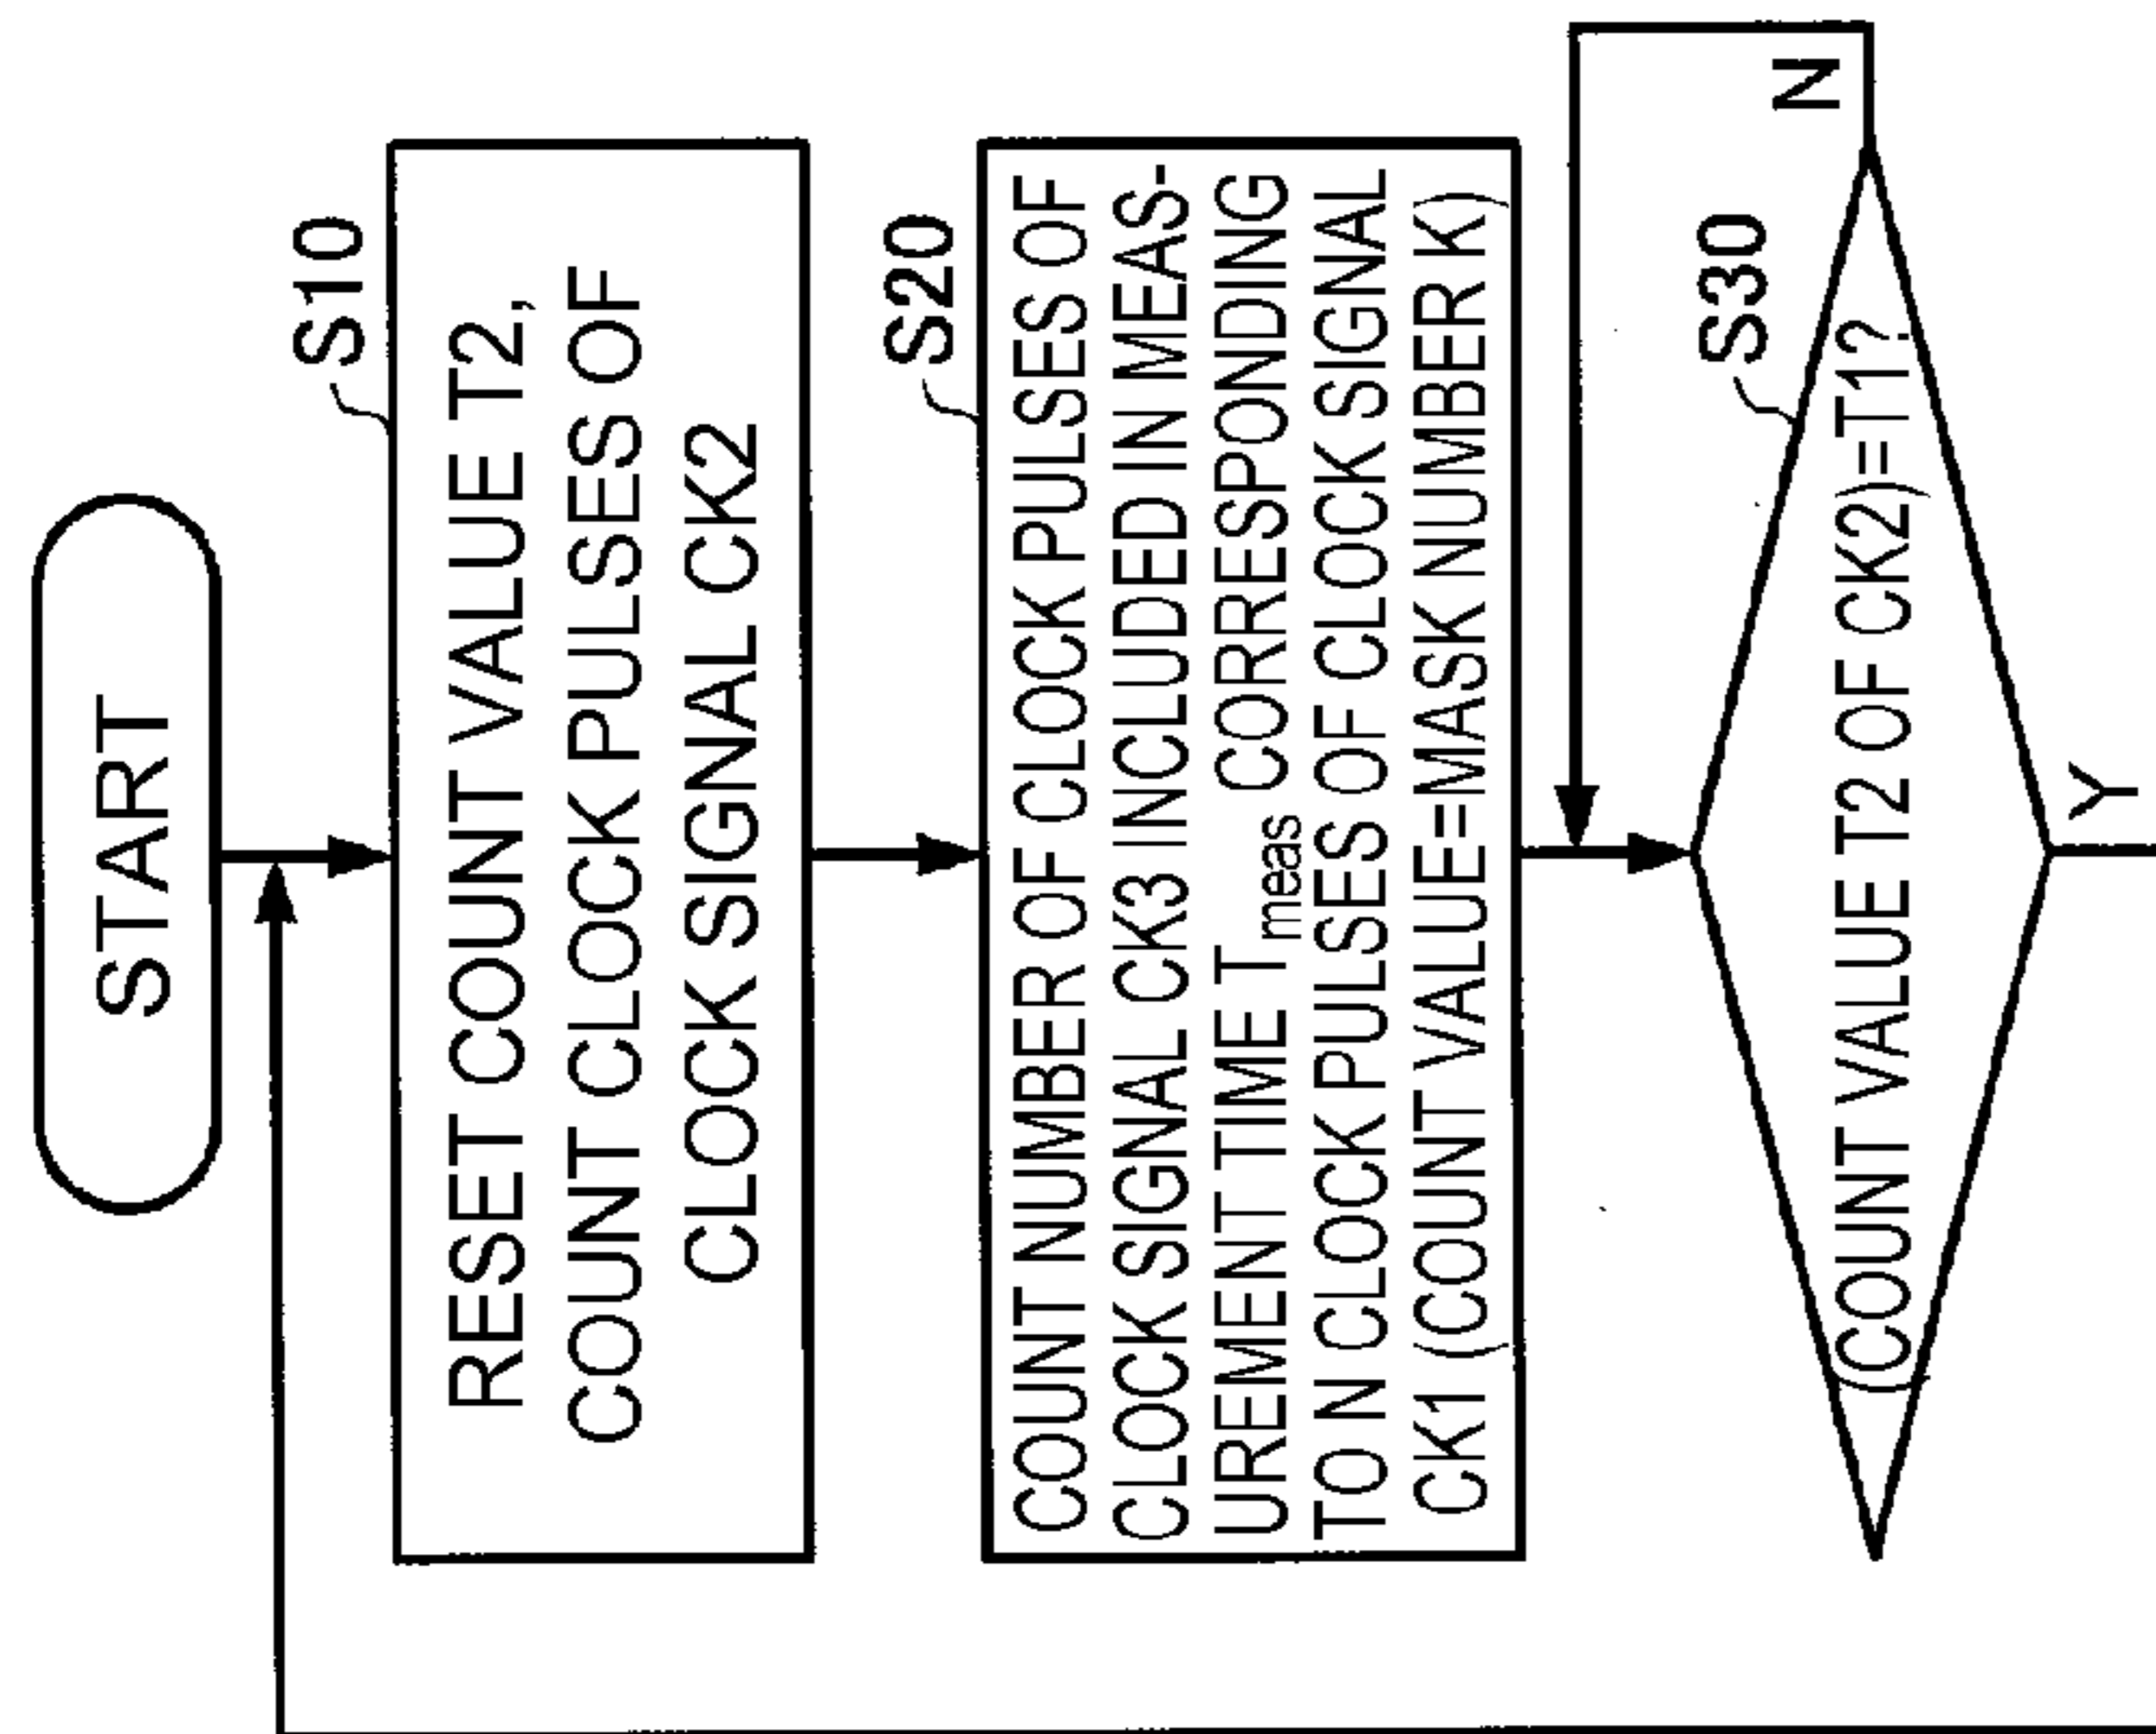 START
S10
RESET COUNT VALUE T2,
COUNT CLOCK PULSES OF
CLOCK SIGNAL CK2
S20
COUNT NUMBER OF CLOCK PULSES OF
CLOCK SIGNAL CK3 INCLUDED IN MEAS-
UREMENT TIME Tmeas CORRESPONDING
TO N CLOCK PULSES OF CLOCK SIGNAL
CK1 (COUNT VALUE=MASK NUMBER K)
S30
N
(COUNT VALUE T2 OF CK2)=T1?
Y